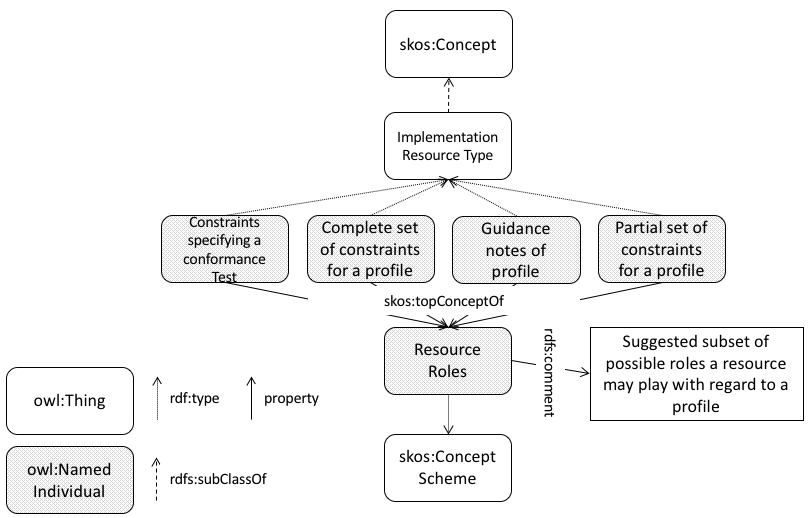 skos:Concept
Implementation
Resource Type
Constraints
specifying a
conformance
Test
Complete set
of constraints
for a profile
Guidance
notes of
profile
Partial set of
constraints
for a profile
skos:topConceptOf
Resource
Roles
rdfs:comment
Suggested subset of
possible roles a resource
may play with regard to a
profile
owl:Thing
rdf:type
property
owl:Named
Individual
rdfs:subClassOf
skos:Concept
Scheme